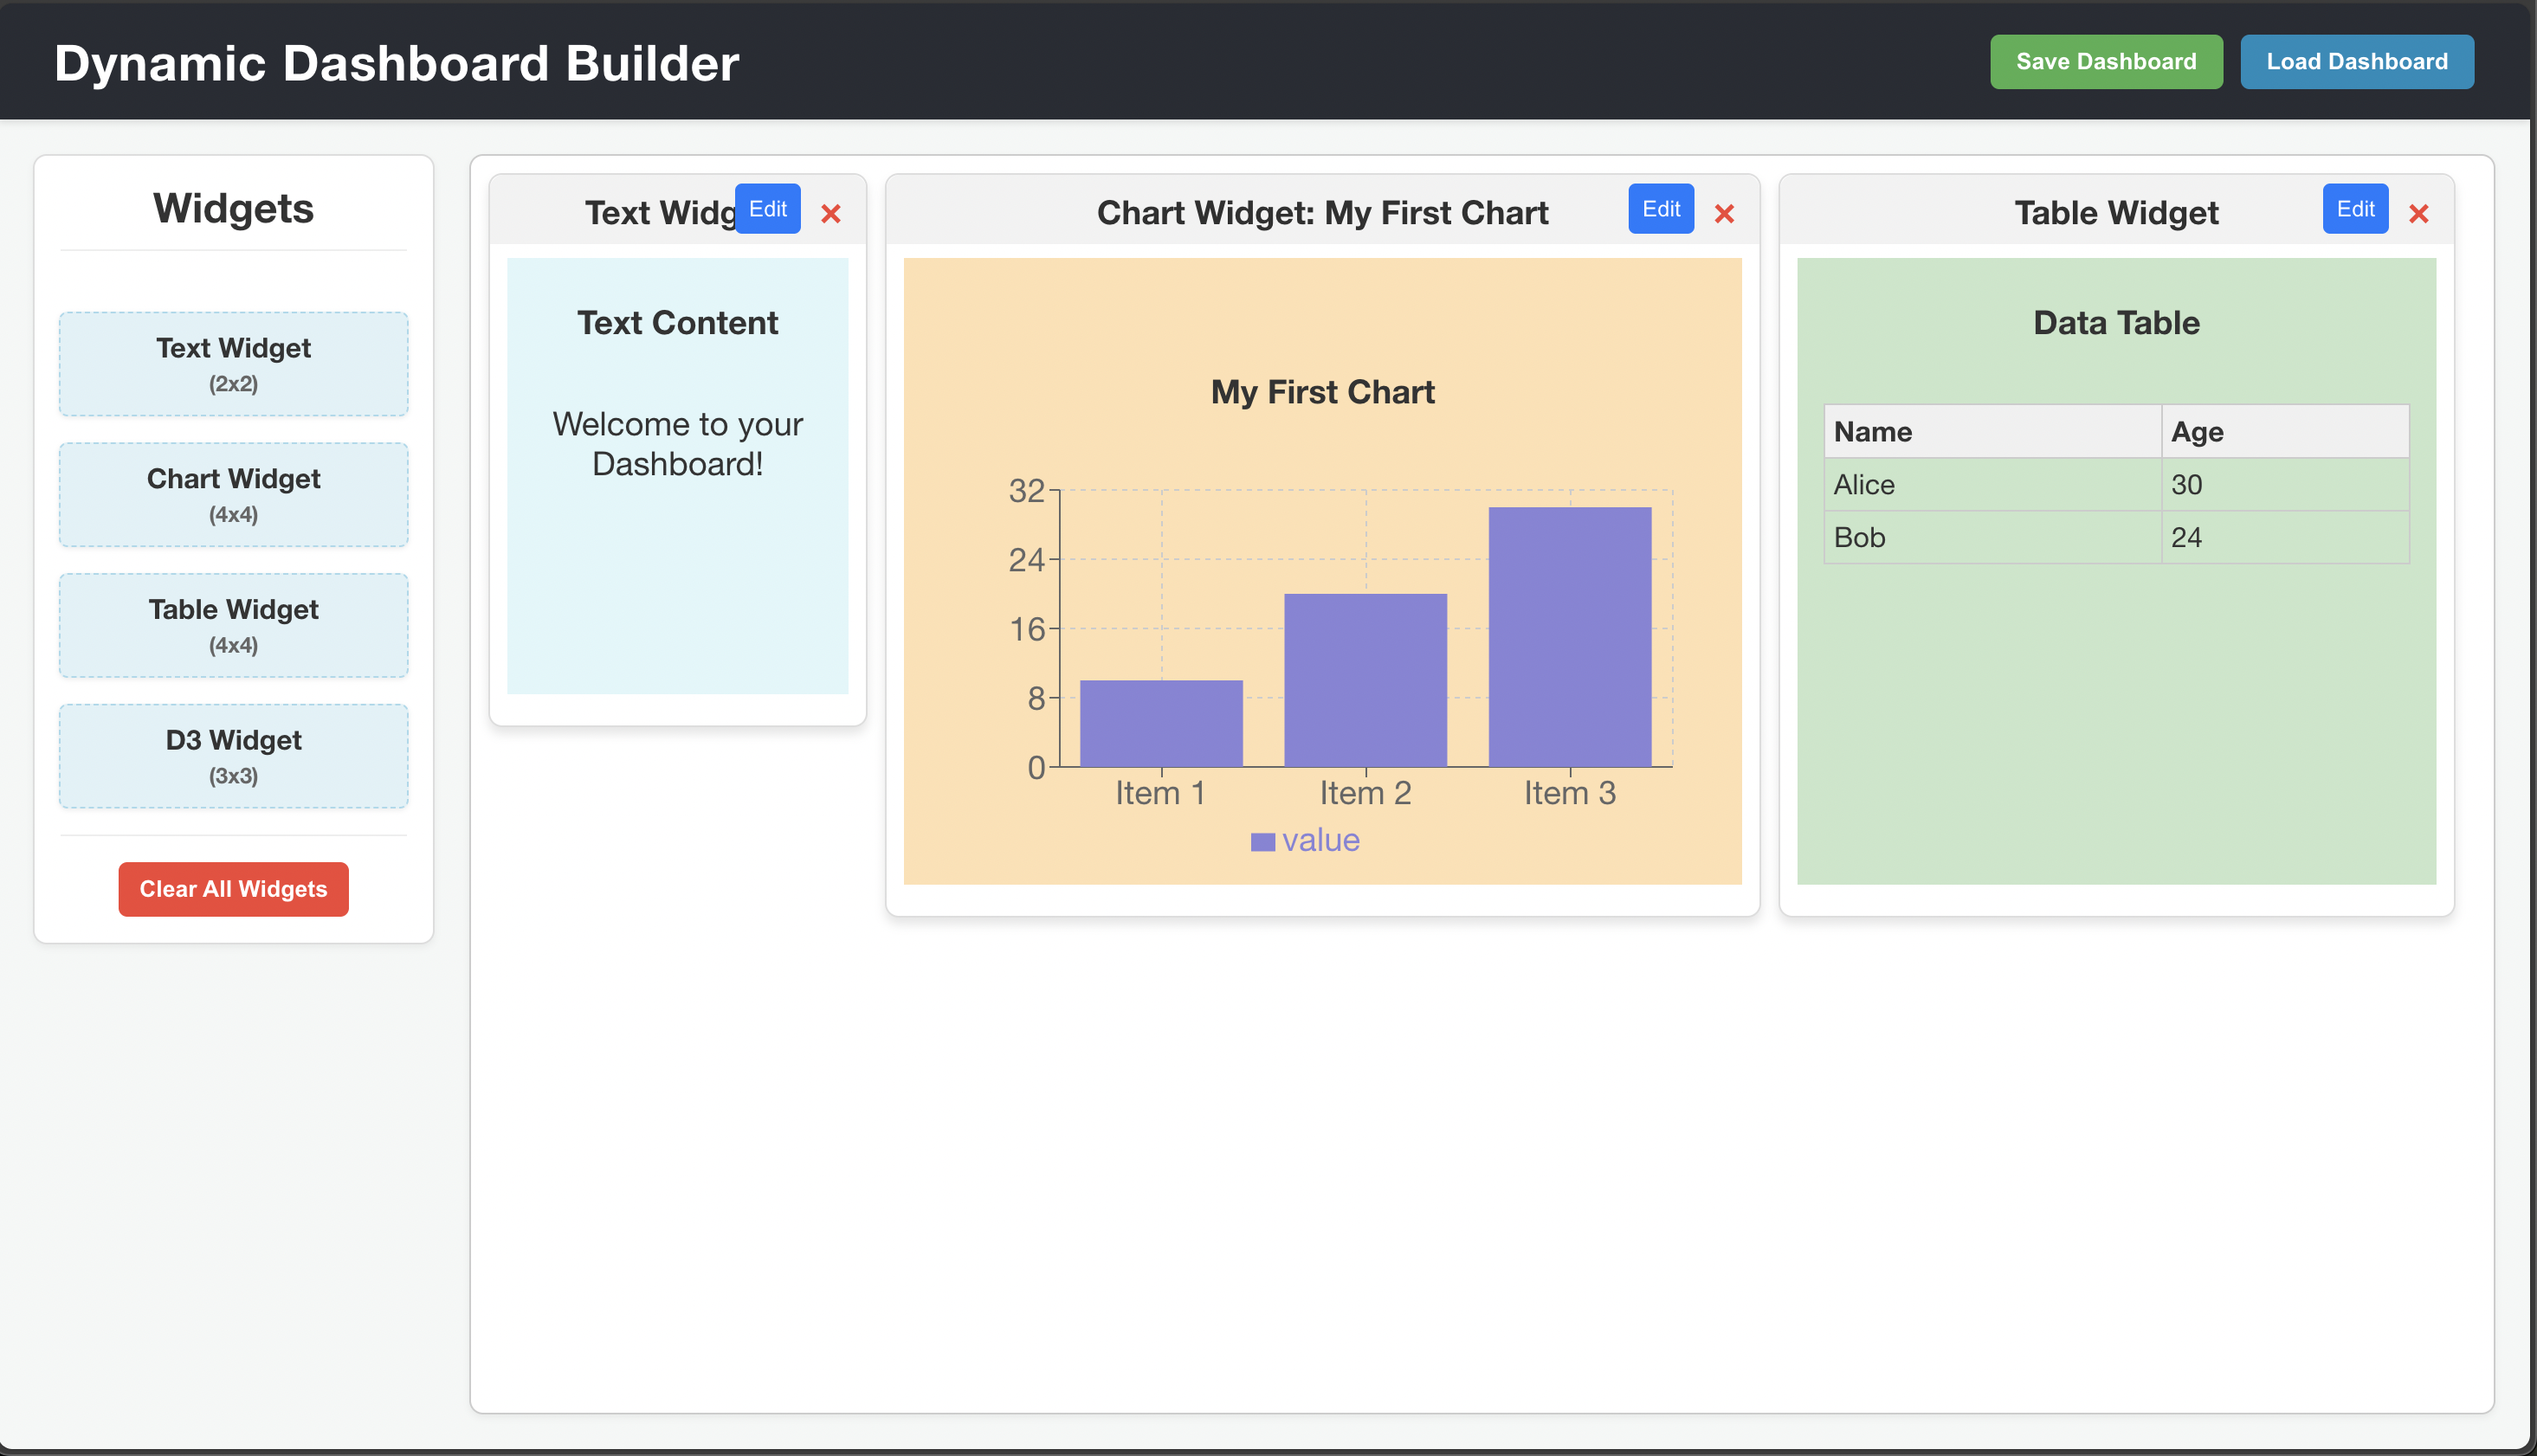 Dynamic Dashboard Builder
Save Dashboard
Load Dashboard
Widgets
Text Widget
(2x2)
Chart Widget
(4x4)
Table Widget
(4x4)
D3 Widget
(3x3)
Clear All Widgets
Text Widg
Edit
×
Text Content
Welcome to your
Dashboard!
Chart Widget: My First Chart
Edit
×
My First Chart
32
24
16
8
0
Item 1 Item 2 Item 3
value
Table Widget
Edit
×
Data Table
Name Age
Alice 30
Bob 24